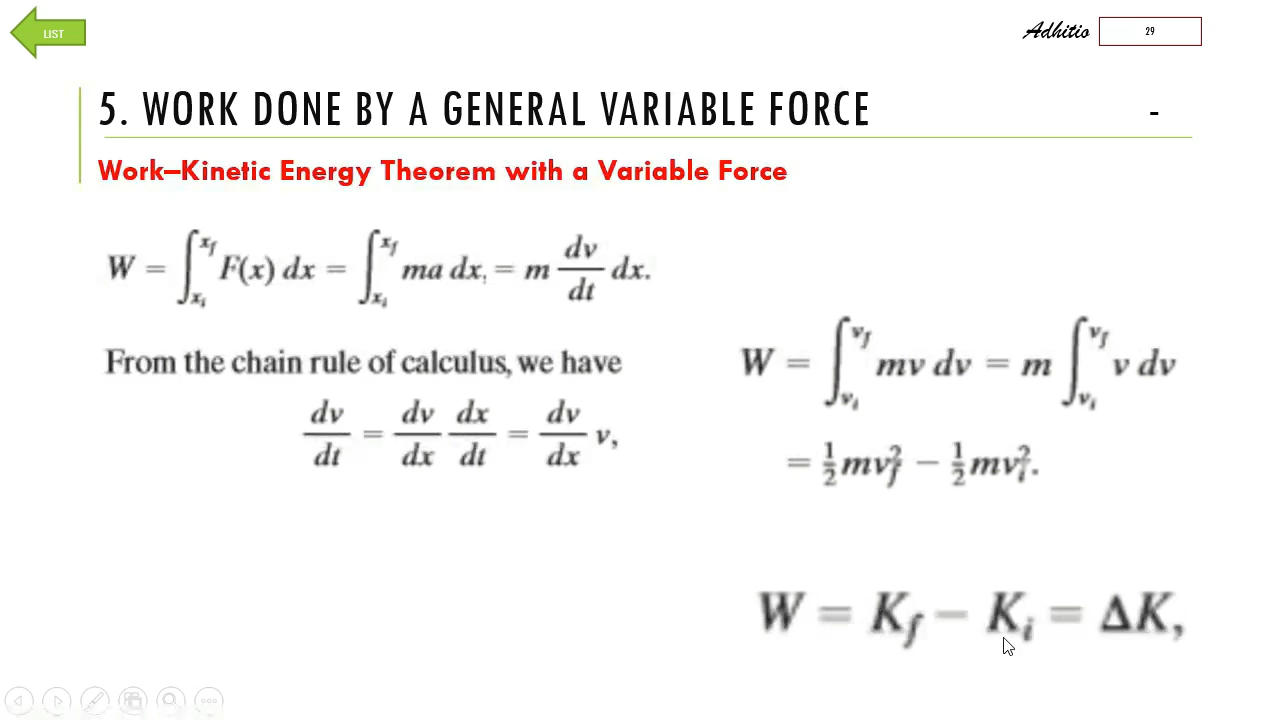 LIST
Adhitio
29
5. WORK DONE BY A GENERAL VARIABLE FORCE -
Work–Kinetic Energy Theorem with a Variable Force
W = ∫_{x_i}^{x_f} F(x) dx = ∫_{x_i}^{x_f} ma dx, = m dv/dt dx.
From the chain rule of calculus, we have
dv/dt = dv/dx dx/dt = dv/dx v,
W = ∫_{v_i}^{v_f} mv dv = m ∫_{v_i}^{v_f} v dv
= ½mv_f² − ½mv_i².
W = K_f − K_i = ΔK,